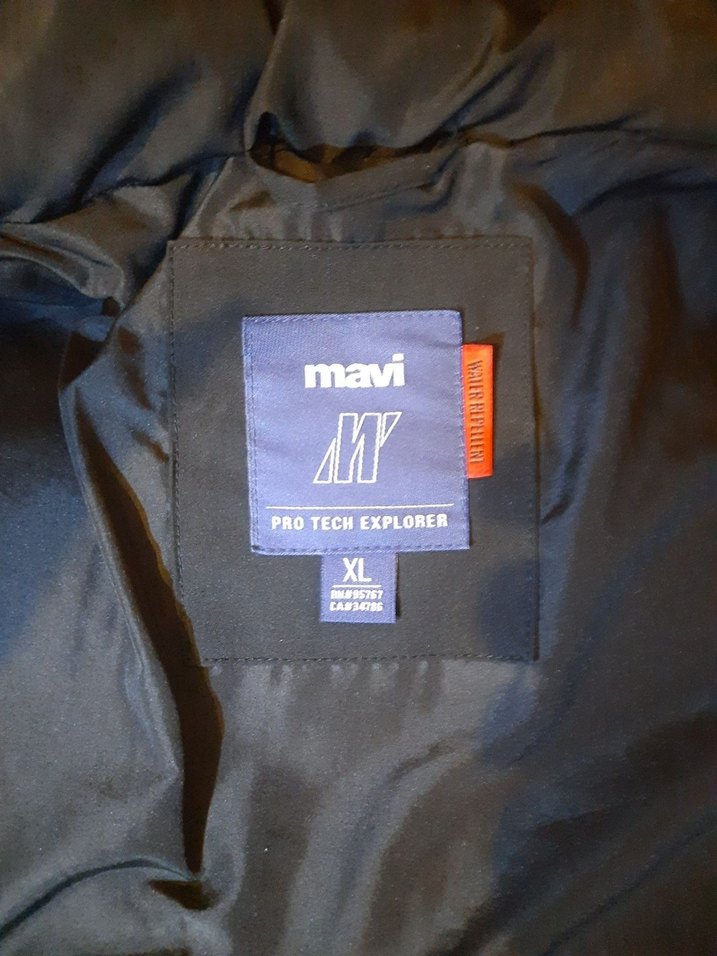 mavi
M
PRO TECH EXPLORER
WATER REPELLENT
XL
RN#95767
CA#34786